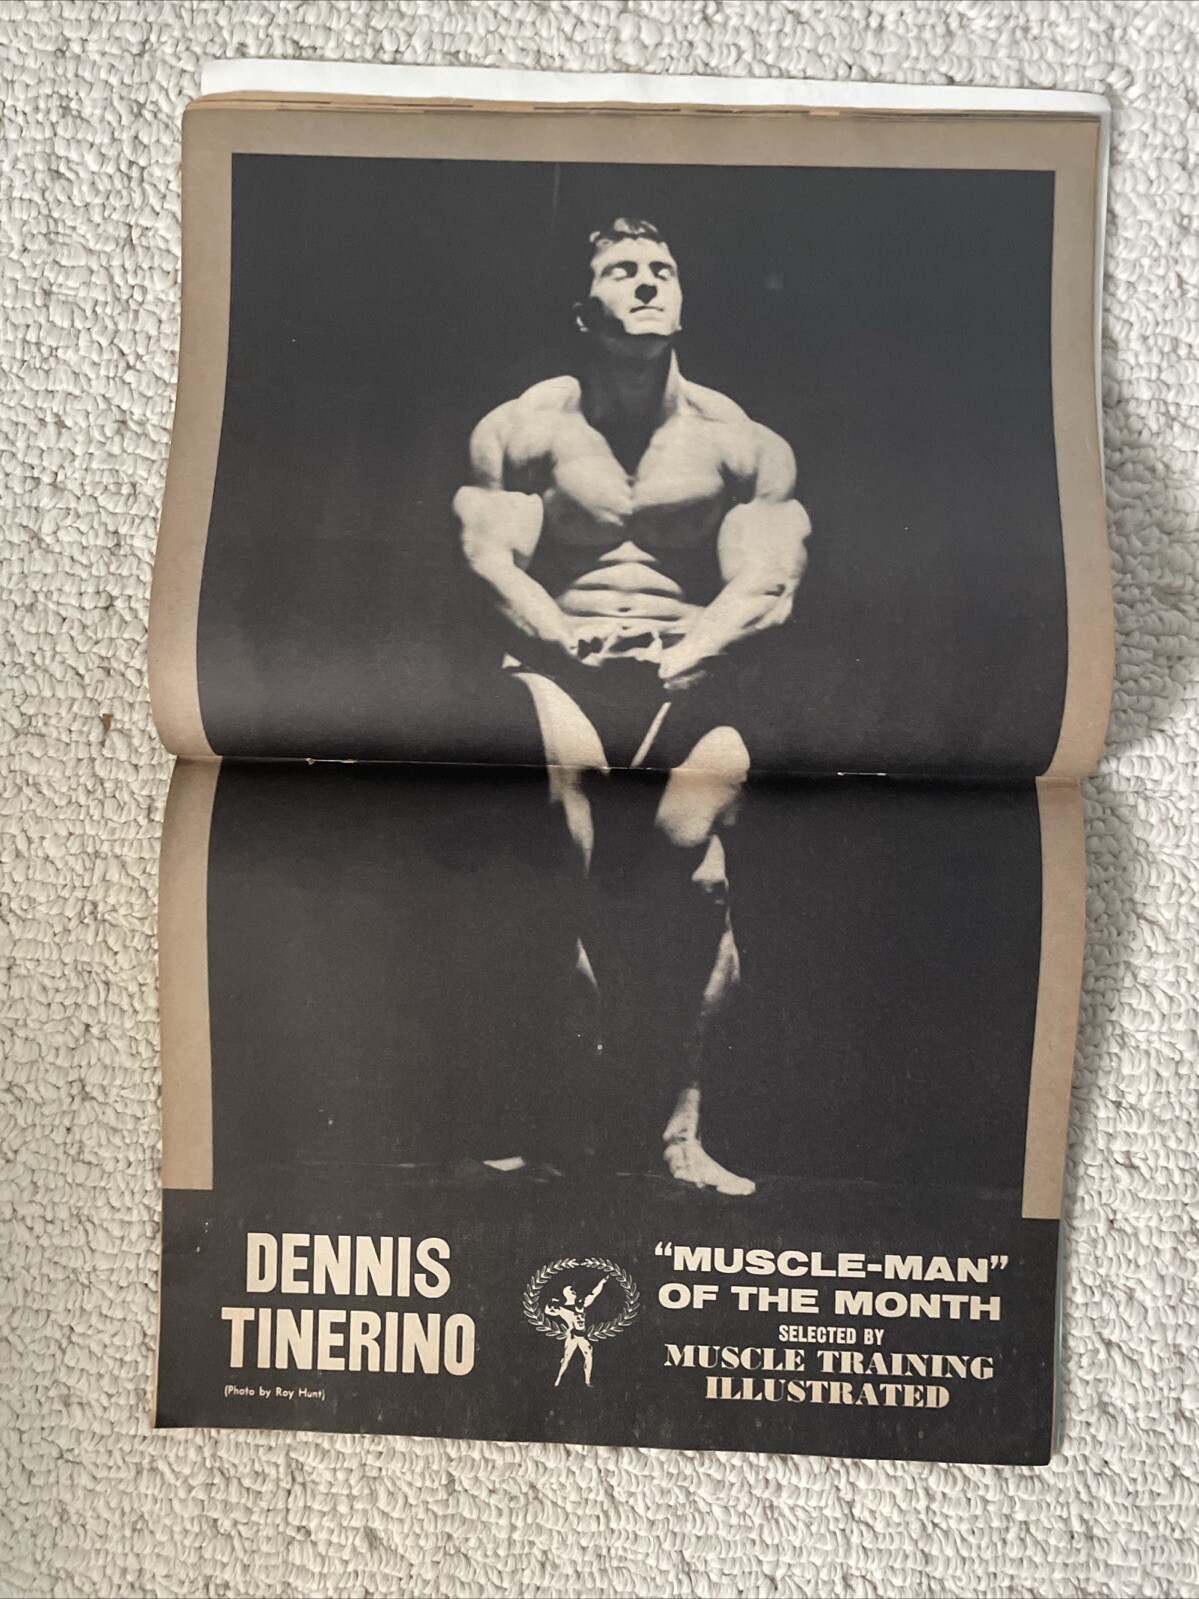 DENNIS
TINERINO
(Photo by Roy Hunt)
“MUSCLE-MAN”
OF THE MONTH
SELECTED BY
MUSCLE TRAINING
ILLUSTRATED